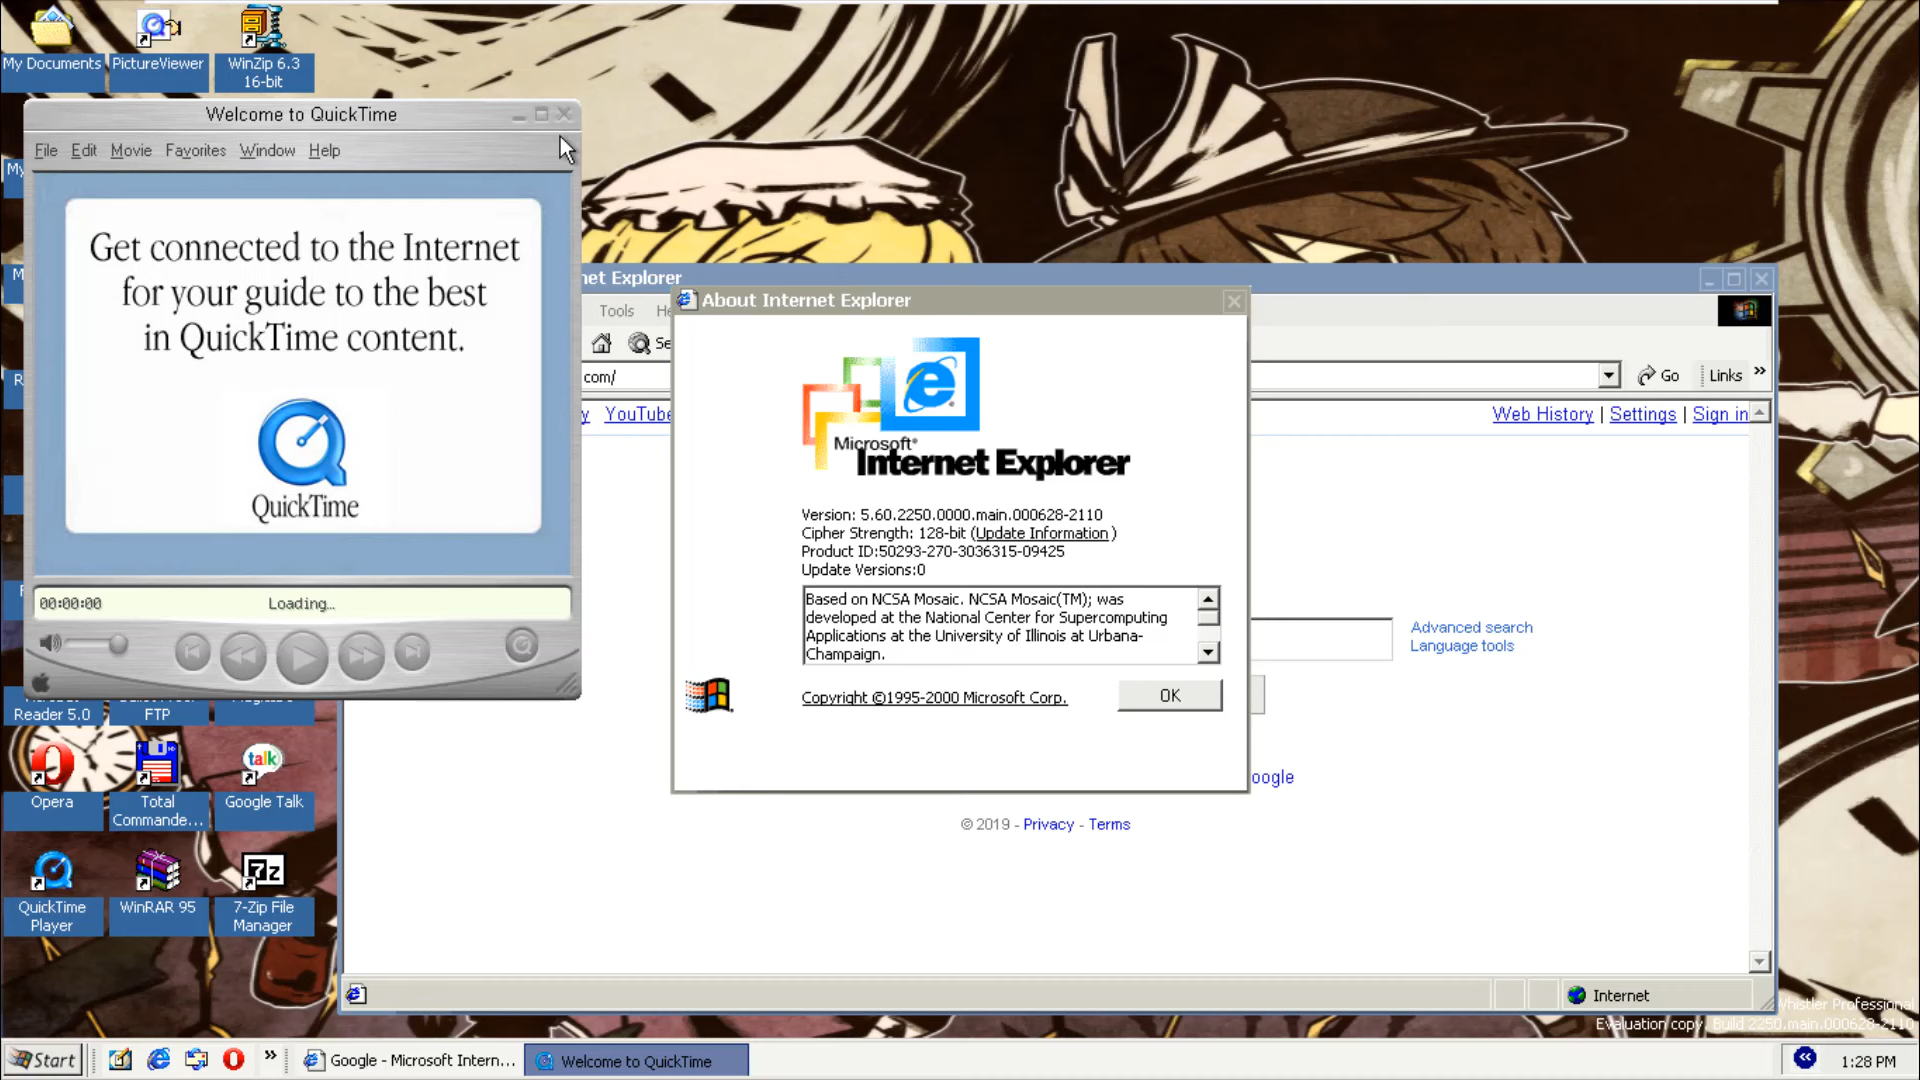 My Documents
PictureViewer
WinZip 6.3
16-bit
Welcome to QuickTime
File Edit Movie Favorites Window Help
Get connected to the Internet
for your guide to the best
in QuickTime content.
QuickTime
00:00:00 Loading...
My
M
R
F
Reader 5.0
FTP
Opera
Total
Commande...
Google Talk
talk
QuickTime
Player
WinRAR 95
7z
7-Zip File
Manager
net Explorer
Tools He
Se
com/
Go
Links »
y YouTube
Web History | Settings | Sign in
Advanced search
Language tools
oogle
© 2019 - Privacy - Terms
Internet
About Internet Explorer
Microsoft®
Internet Explorer
Version: 5.60.2250.0000.main.000628-2110
Cipher Strength: 128-bit (Update Information )
Product ID:50293-270-3036315-09425
Update Versions:0
Based on NCSA Mosaic. NCSA Mosaic(TM); was
developed at the National Center for Supercomputing
Applications at the University of Illinois at Urbana-
Champaign.
Copyright ©1995-2000 Microsoft Corp.
OK
Whistler Professional
Evaluation copy. Build 2250.main.000628-2110
Start
»
Google - Microsoft Intern...
Welcome to QuickTime
1:28 PM